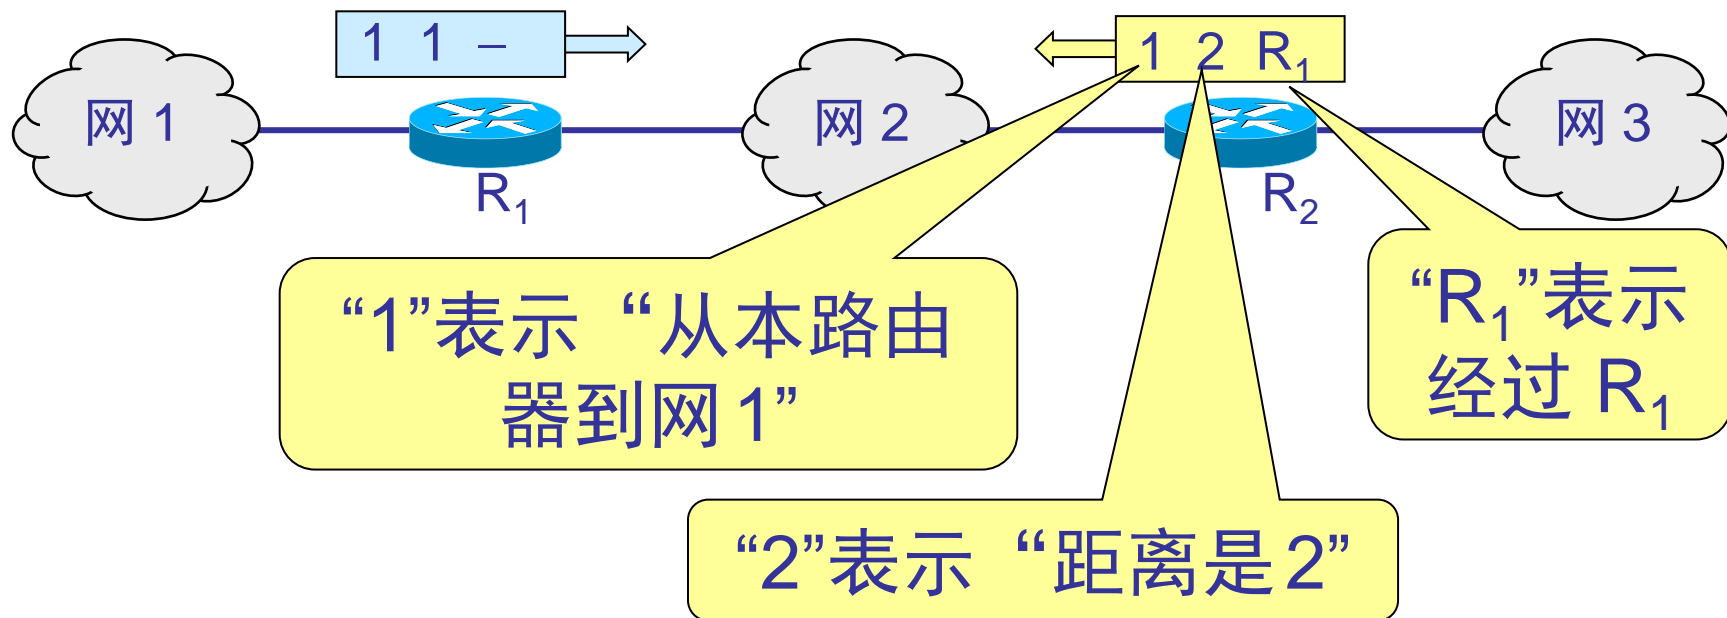 1 1 –
1 2 R₁
网 1
网 2
网 3
R₁
R₂
“1”表示 “从本路由
器到网 1”
“R₁”表示
经过 R₁
“2”表示 “距离是2”